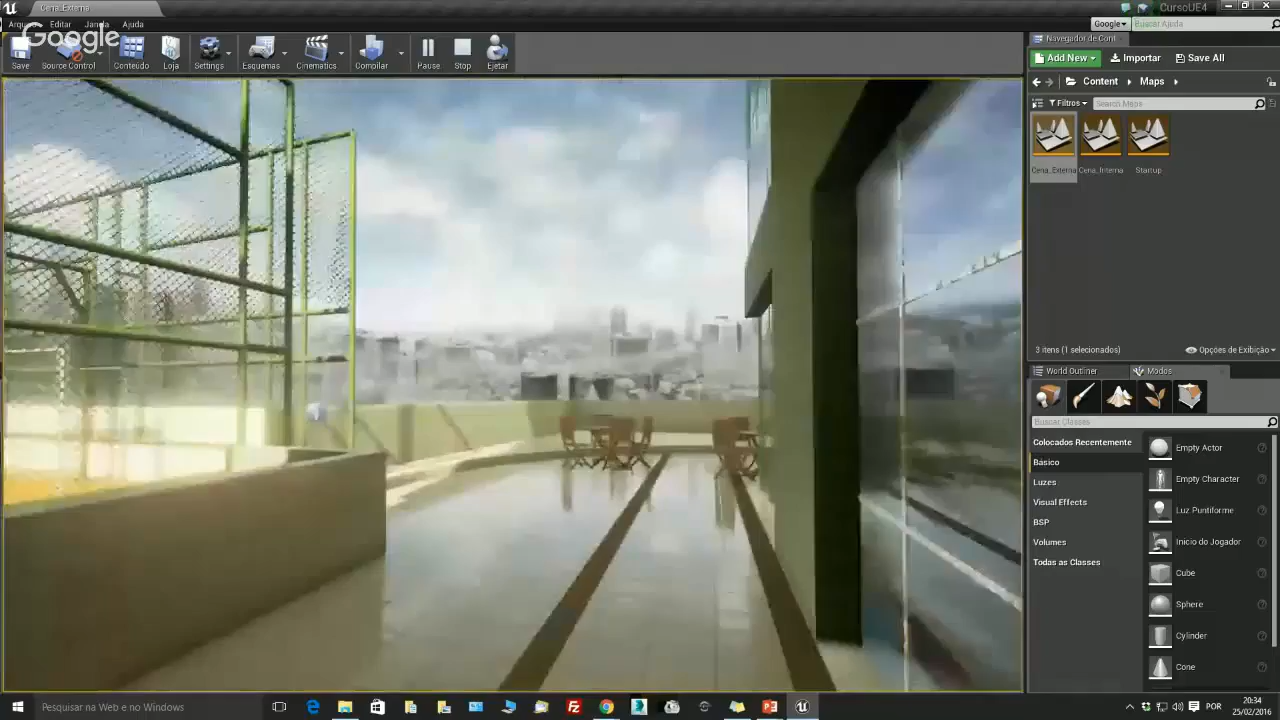 Cena_Externa
CursoUE4
Editar
Janela
Ajuda
Google
Google
Buscar Ajuda
Save
Source Control
Conteúdo
Loja
Settings
Esquemas
Cinematics
Compilar
Pause
Stop
Ejetar
Navegador de Cont
Add New
Importar
Save All
Content
Maps
Filtros
Search Maps
Cena_Externa
Cena_Interna
Startup
3 itens (1 selecionados)
Opções de Exibição
World Outliner
Modos
Buscar Classes
Colocados Recentemente
Básico
Luzes
Visual Effects
BSP
Volumes
Todas as Classes
Empty Actor
Empty Character
Luz Puntiforme
Inicio do Jogador
Cube
Sphere
Cylinder
Cone
Pesquisar na Web e no Windows
POR
20:34
25/02/2016